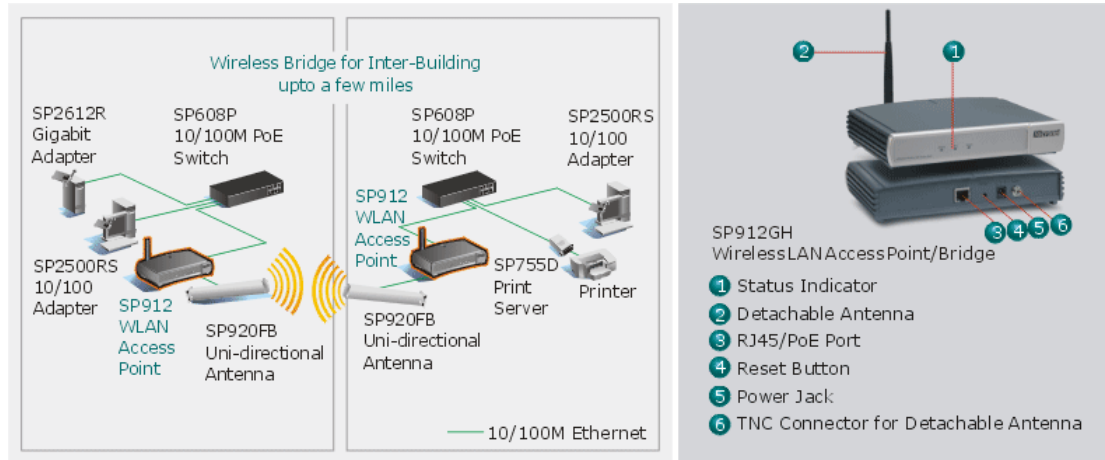 Wireless Bridge for Inter-Building
upto a few miles
SP2612R
Gigabit
Adapter
SP608P
10/100M PoE
Switch
SP2500RS
10/100
Adapter
SP912
WLAN
Access
Point
SP920FB
Uni-directional
Antenna
SP608P
10/100M PoE
Switch
SP2500RS
10/100
Adapter
SP912
WLAN
Access
Point
SP755D
Print
Server
Printer
SP920FB
Uni-directional
Antenna
10/100M Ethernet
2
1
3
4
5
6
SP912GH
WirelessLANAccessPoint/Bridge
1 Status Indicator
2 Detachable Antenna
3 RJ45/PoE Port
4 Reset Button
5 Power Jack
6 TNC Connector for Detachable Antenna